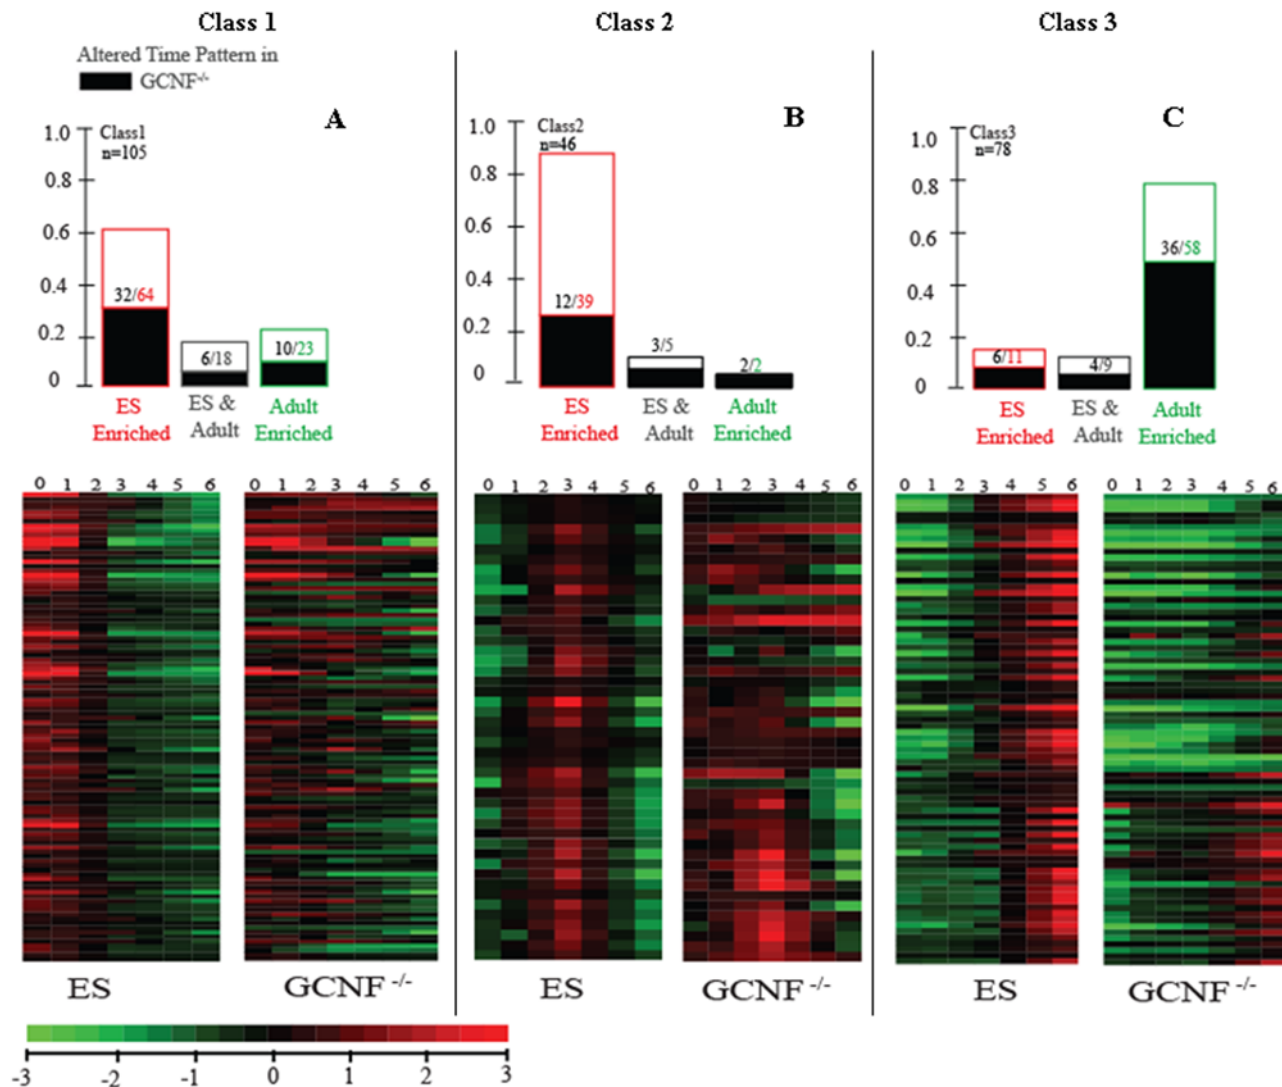 Class 1
Class 2
Class 3
Altered Time Pattern in
GCNF-/-
A
1.0
0.8
0.6
0.4
0.2
0
Class1
n=105
32/64
6/18
10/23
ES
Enriched
ES &
Adult
Adult
Enriched
B
1.0
0.8
0.6
0.4
0.2
0
Class2
n=46
12/39
3/5
2/2
ES
Enriched
ES &
Adult
Adult
Enriched
C
1.0
0.8
0.6
0.4
0.2
0
Class3
n=78
6/11
4/9
36/58
ES
Enriched
ES &
Adult
Adult
Enriched
0 1 2 3 4 5 6
0 1 2 3 4 5 6
0 1 2 3 4 5 6
0 1 2 3 4 5 6
0 1 2 3 4 5 6
0 1 2 3 4 5 6
ES
GCNF -/-
ES
GCNF -/-
ES
GCNF -/-
-3 -2 -1 0 1 2 3